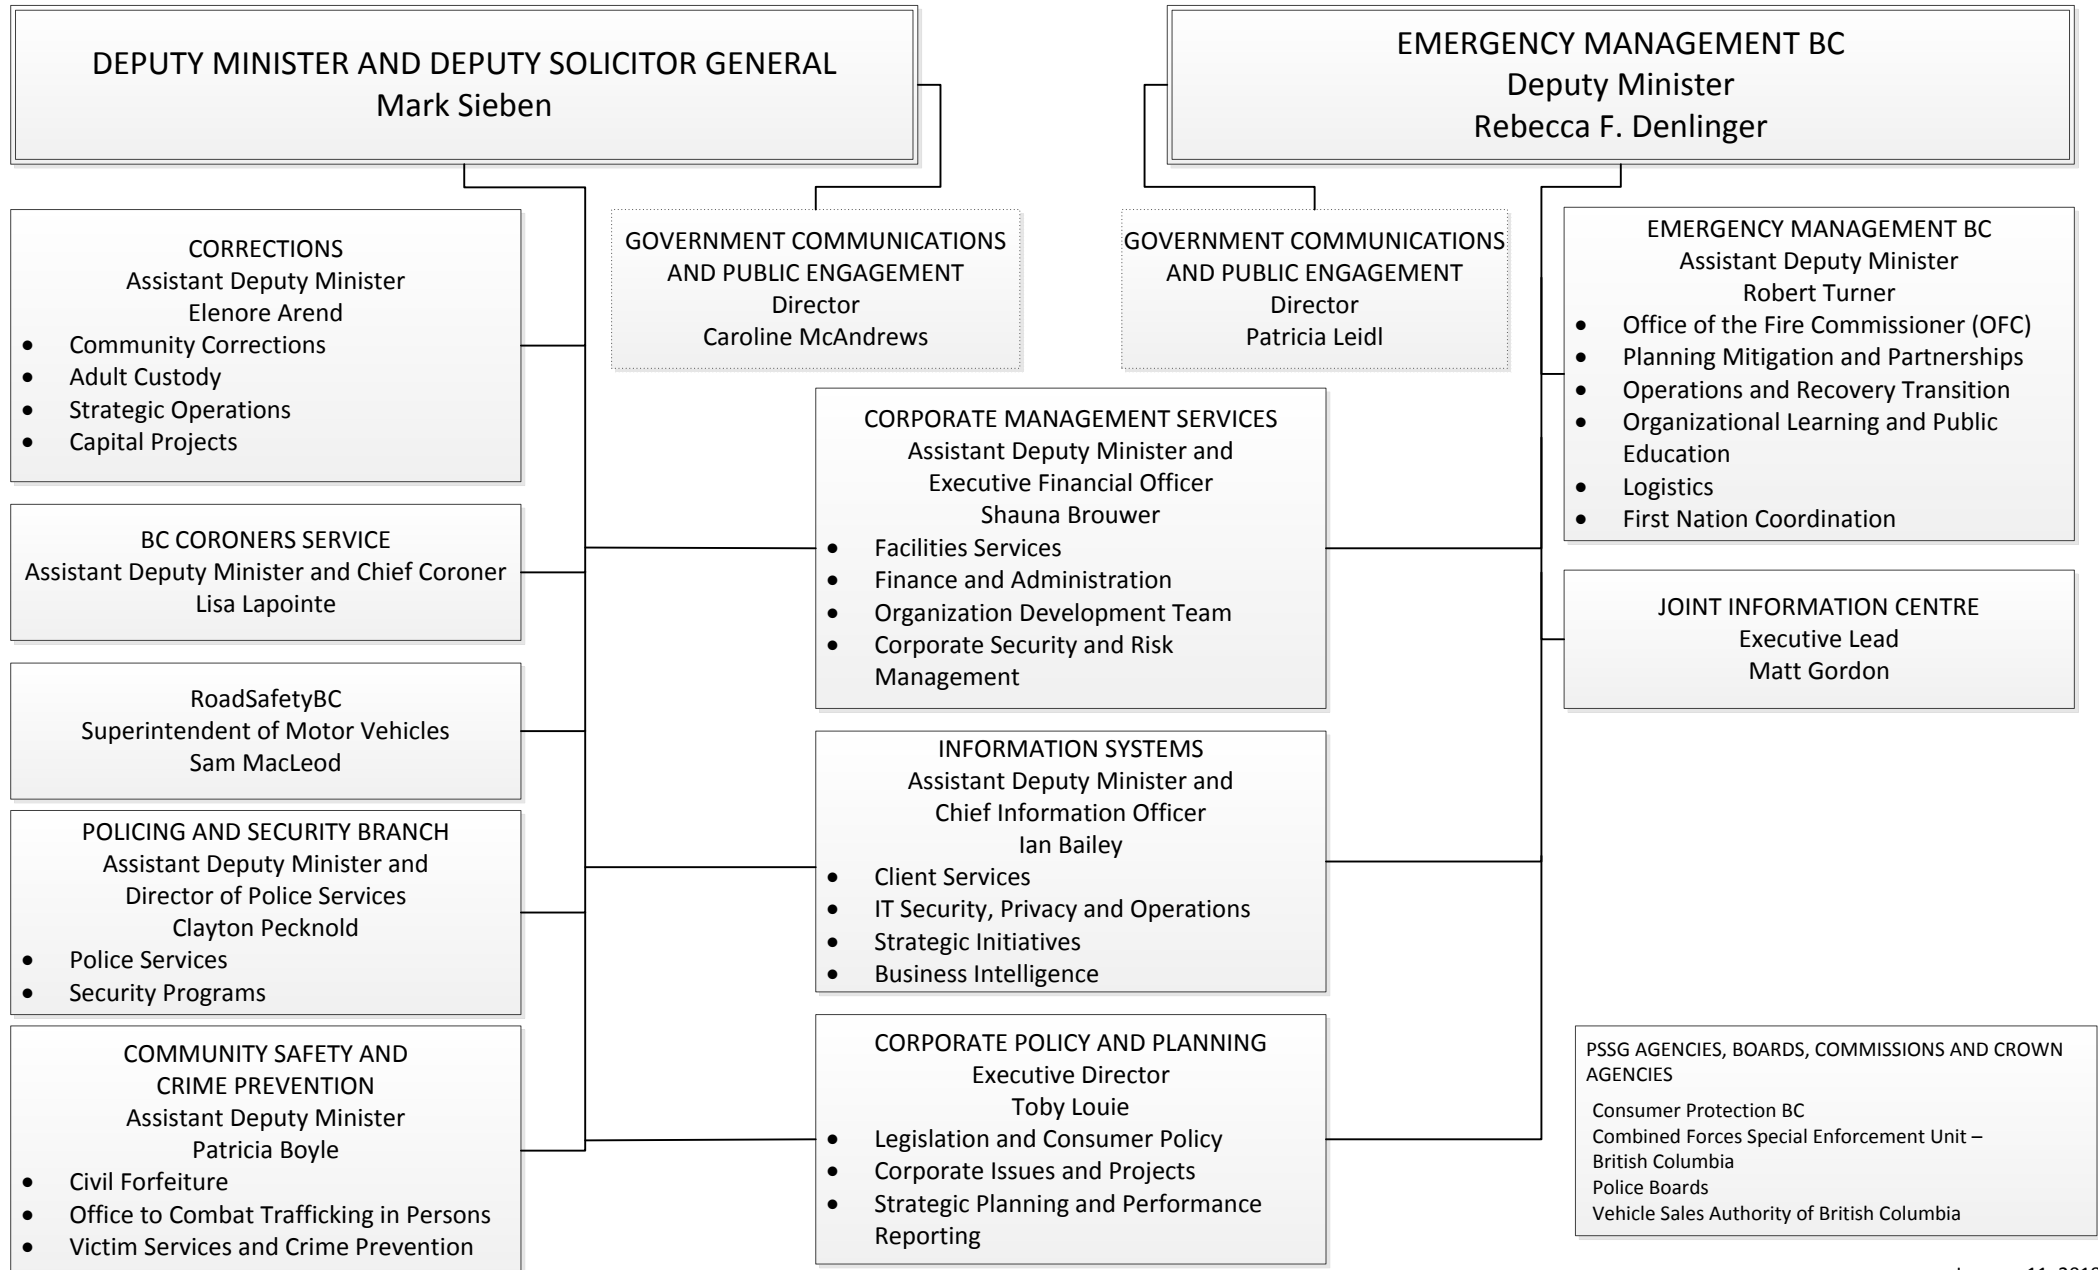 DEPUTY MINISTER AND DEPUTY SOLICITOR GENERAL
Mark Sieben
EMERGENCY MANAGEMENT BC
Deputy Minister
Rebecca F. Denlinger
CORRECTIONS
Assistant Deputy Minister
Elenore Arend
• Community Corrections
• Adult Custody
• Strategic Operations
• Capital Projects
GOVERNMENT COMMUNICATIONS
AND PUBLIC ENGAGEMENT
Director
Caroline McAndrews
GOVERNMENT COMMUNICATIONS
AND PUBLIC ENGAGEMENT
Director
Patricia Leidl
EMERGENCY MANAGEMENT BC
Assistant Deputy Minister
Robert Turner
• Office of the Fire Commissioner (OFC)
• Planning Mitigation and Partnerships
• Operations and Recovery Transition
• Organizational Learning and Public
Education
• Logistics
• First Nation Coordination
BC CORONERS SERVICE
Assistant Deputy Minister and Chief Coroner
Lisa Lapointe
CORPORATE MANAGEMENT SERVICES
Assistant Deputy Minister and
Executive Financial Officer
Shauna Brouwer
• Facilities Services
• Finance and Administration
• Organization Development Team
• Corporate Security and Risk
Management
JOINT INFORMATION CENTRE
Executive Lead
Matt Gordon
RoadSafetyBC
Superintendent of Motor Vehicles
Sam MacLeod
INFORMATION SYSTEMS
Assistant Deputy Minister and
Chief Information Officer
Ian Bailey
• Client Services
• IT Security, Privacy and Operations
• Strategic Initiatives
• Business Intelligence
POLICING AND SECURITY BRANCH
Assistant Deputy Minister and
Director of Police Services
Clayton Pecknold
• Police Services
• Security Programs
COMMUNITY SAFETY AND
CRIME PREVENTION
Assistant Deputy Minister
Patricia Boyle
• Civil Forfeiture
• Office to Combat Trafficking in Persons
• Victim Services and Crime Prevention
CORPORATE POLICY AND PLANNING
Executive Director
Toby Louie
• Legislation and Consumer Policy
• Corporate Issues and Projects
• Strategic Planning and Performance
Reporting
PSSG AGENCIES, BOARDS, COMMISSIONS AND CROWN
AGENCIES
Consumer Protection BC
Combined Forces Special Enforcement Unit –
British Columbia
Police Boards
Vehicle Sales Authority of British Columbia